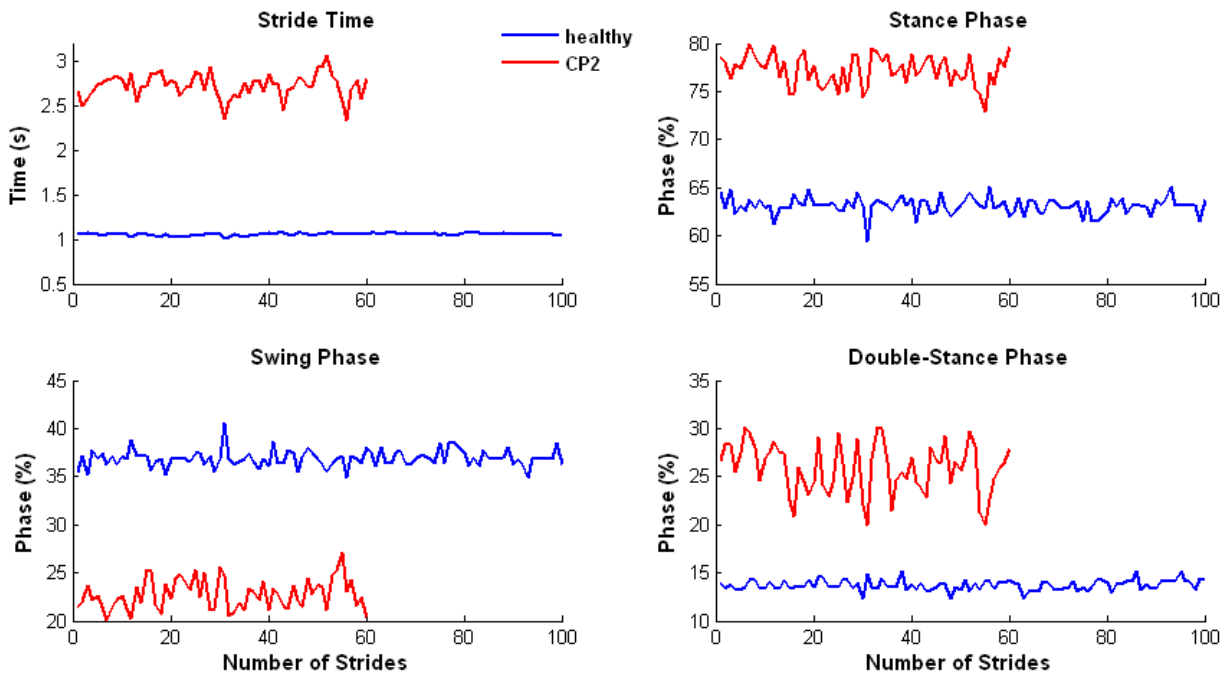 Stride Time
healthy
CP2
Time (s)
3
2.5
2
1.5
1
0.5
0 20 40 60 80 100
Stance Phase
Phase (%)
80
75
70
65
60
55
0 20 40 60 80 100
Swing Phase
Phase (%)
45
40
35
30
25
20
0 20 40 60 80 100
Number of Strides
Double-Stance Phase
Phase (%)
35
30
25
20
15
10
0 20 40 60 80 100
Number of Strides